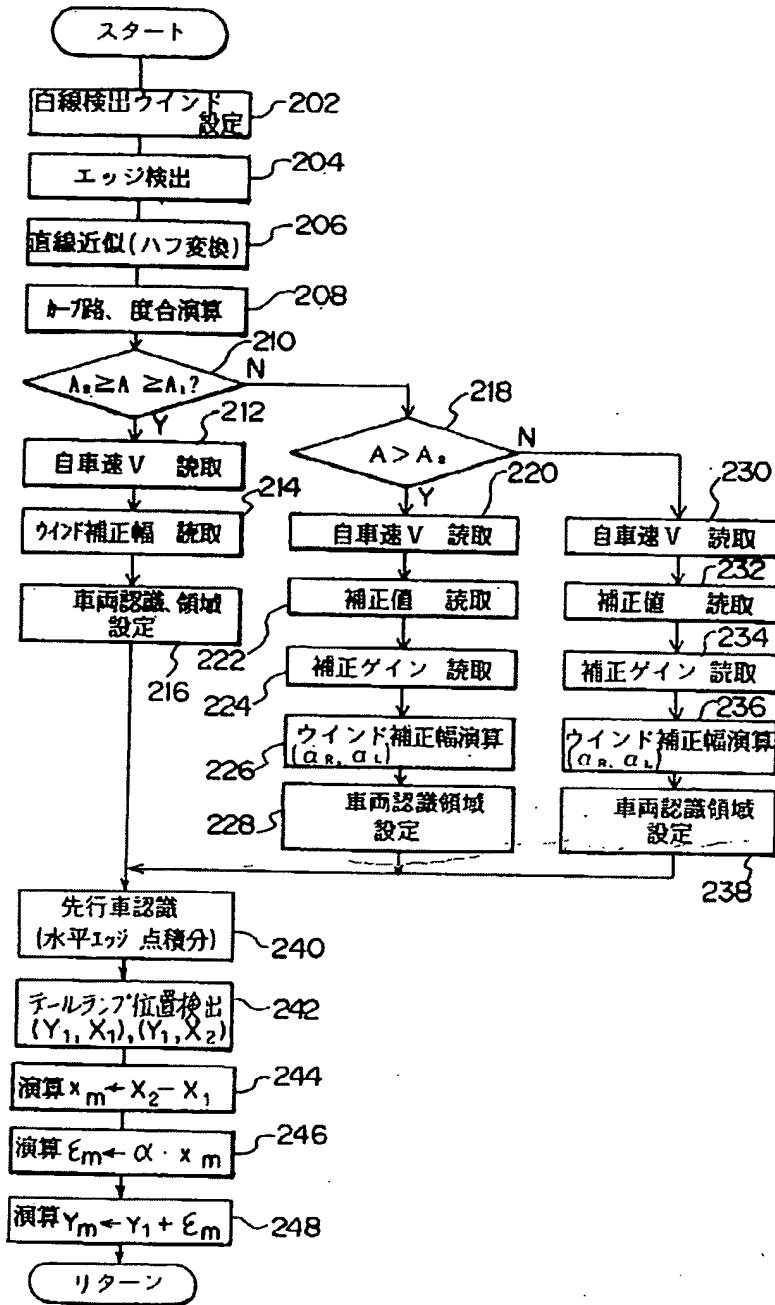 スタート
白線検出ウインド
設定
202
エッジ検出
204
直線近似(ハフ変換)
206
カーブ路、度合演算
208
210
A₂≧A≧A₁?
N
Y
212
自車速V 読取
214
ウインド補正幅 読取
車両認識、領域
設定
216
218
A>A₂
N
Y
220
自車速V 読取
補正値 読取
222
補正ゲイン 読取
224
ウインド補正幅演算
(αR, αL)
226
車両認識領域
設定
228
230
自車速V 読取
232
補正値 読取
234
補正ゲイン 読取
236
ウインド補正幅演算
(αR, αL)
車両認識領域
設定
238
先行車認識
(水平エッジ 点積分)
240
テールランプ位置検出
(Y₁, X₁),(Y₁, X₂)
242
演算 xm←X₂-X₁
244
演算 εm←α・xm
246
演算 Ym←Y₁+εm
248
リターン